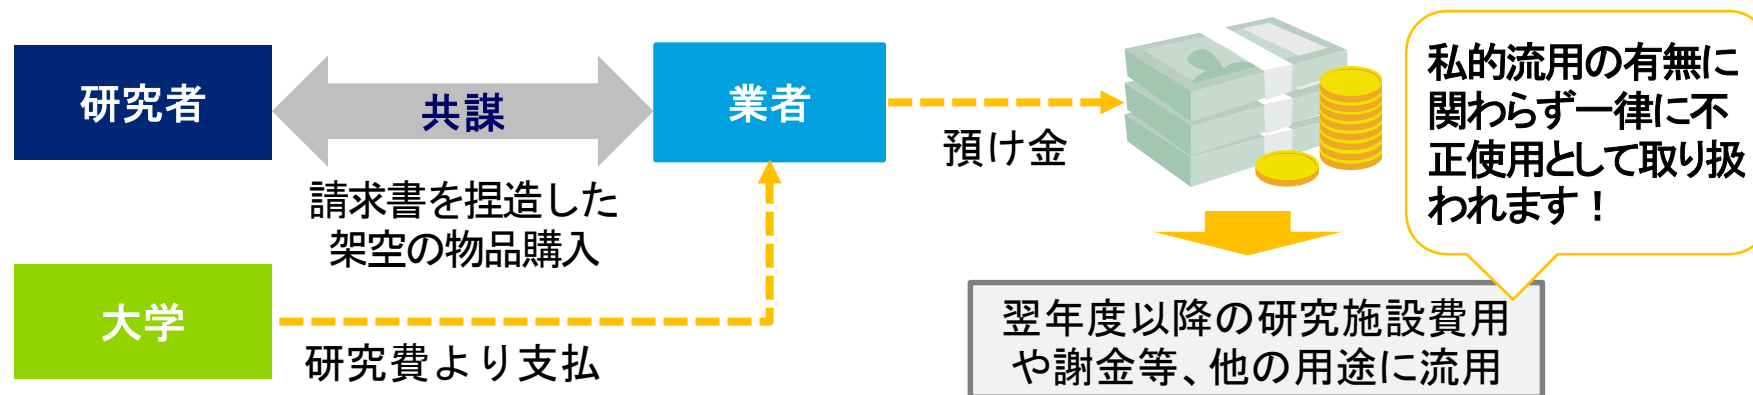 研究者
共謀
業者
請求書を捏造した
架空の物品購入
大学
研究費より支払
預け金
私的流用の有無に
関わらず一律に不
正使用として取り扱
われます！
翌年度以降の研究施設費用
や謝金等、他の用途に流用